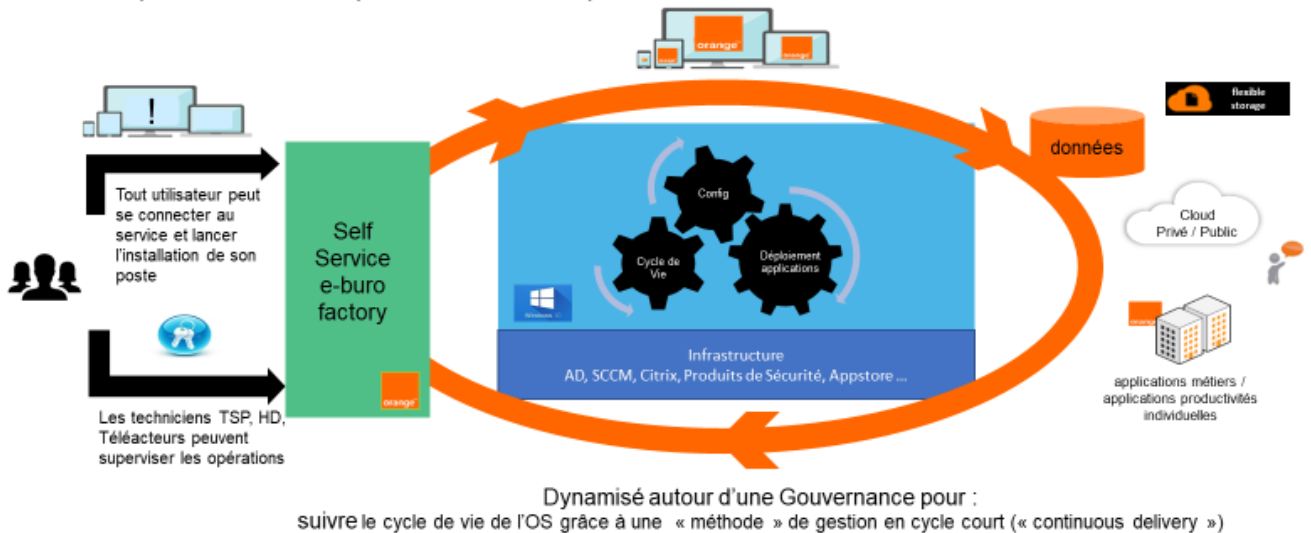 orange
orange
orange
!
flexible
storage
données
Tout utilisateur peut
se connecter au
service et lancer
l'installation de son
poste
Self
Service
e-buro
factory
orange
Config
Cycle de
Vie
Déploiement
applications
Cloud
Privé / Public
orange
Infrastructure
AD, SCCM, Citrix, Produits de Sécurité, Appstore ...
applications métiers /
applications productivités
individuelles
Les techniciens TSP, HD,
Téléacteurs peuvent
superviser les opérations
Dynamisé autour d'une Gouvernance pour :
suivre le cycle de vie de l'OS grâce à une « méthode » de gestion en cycle court (« continuous delivery »)